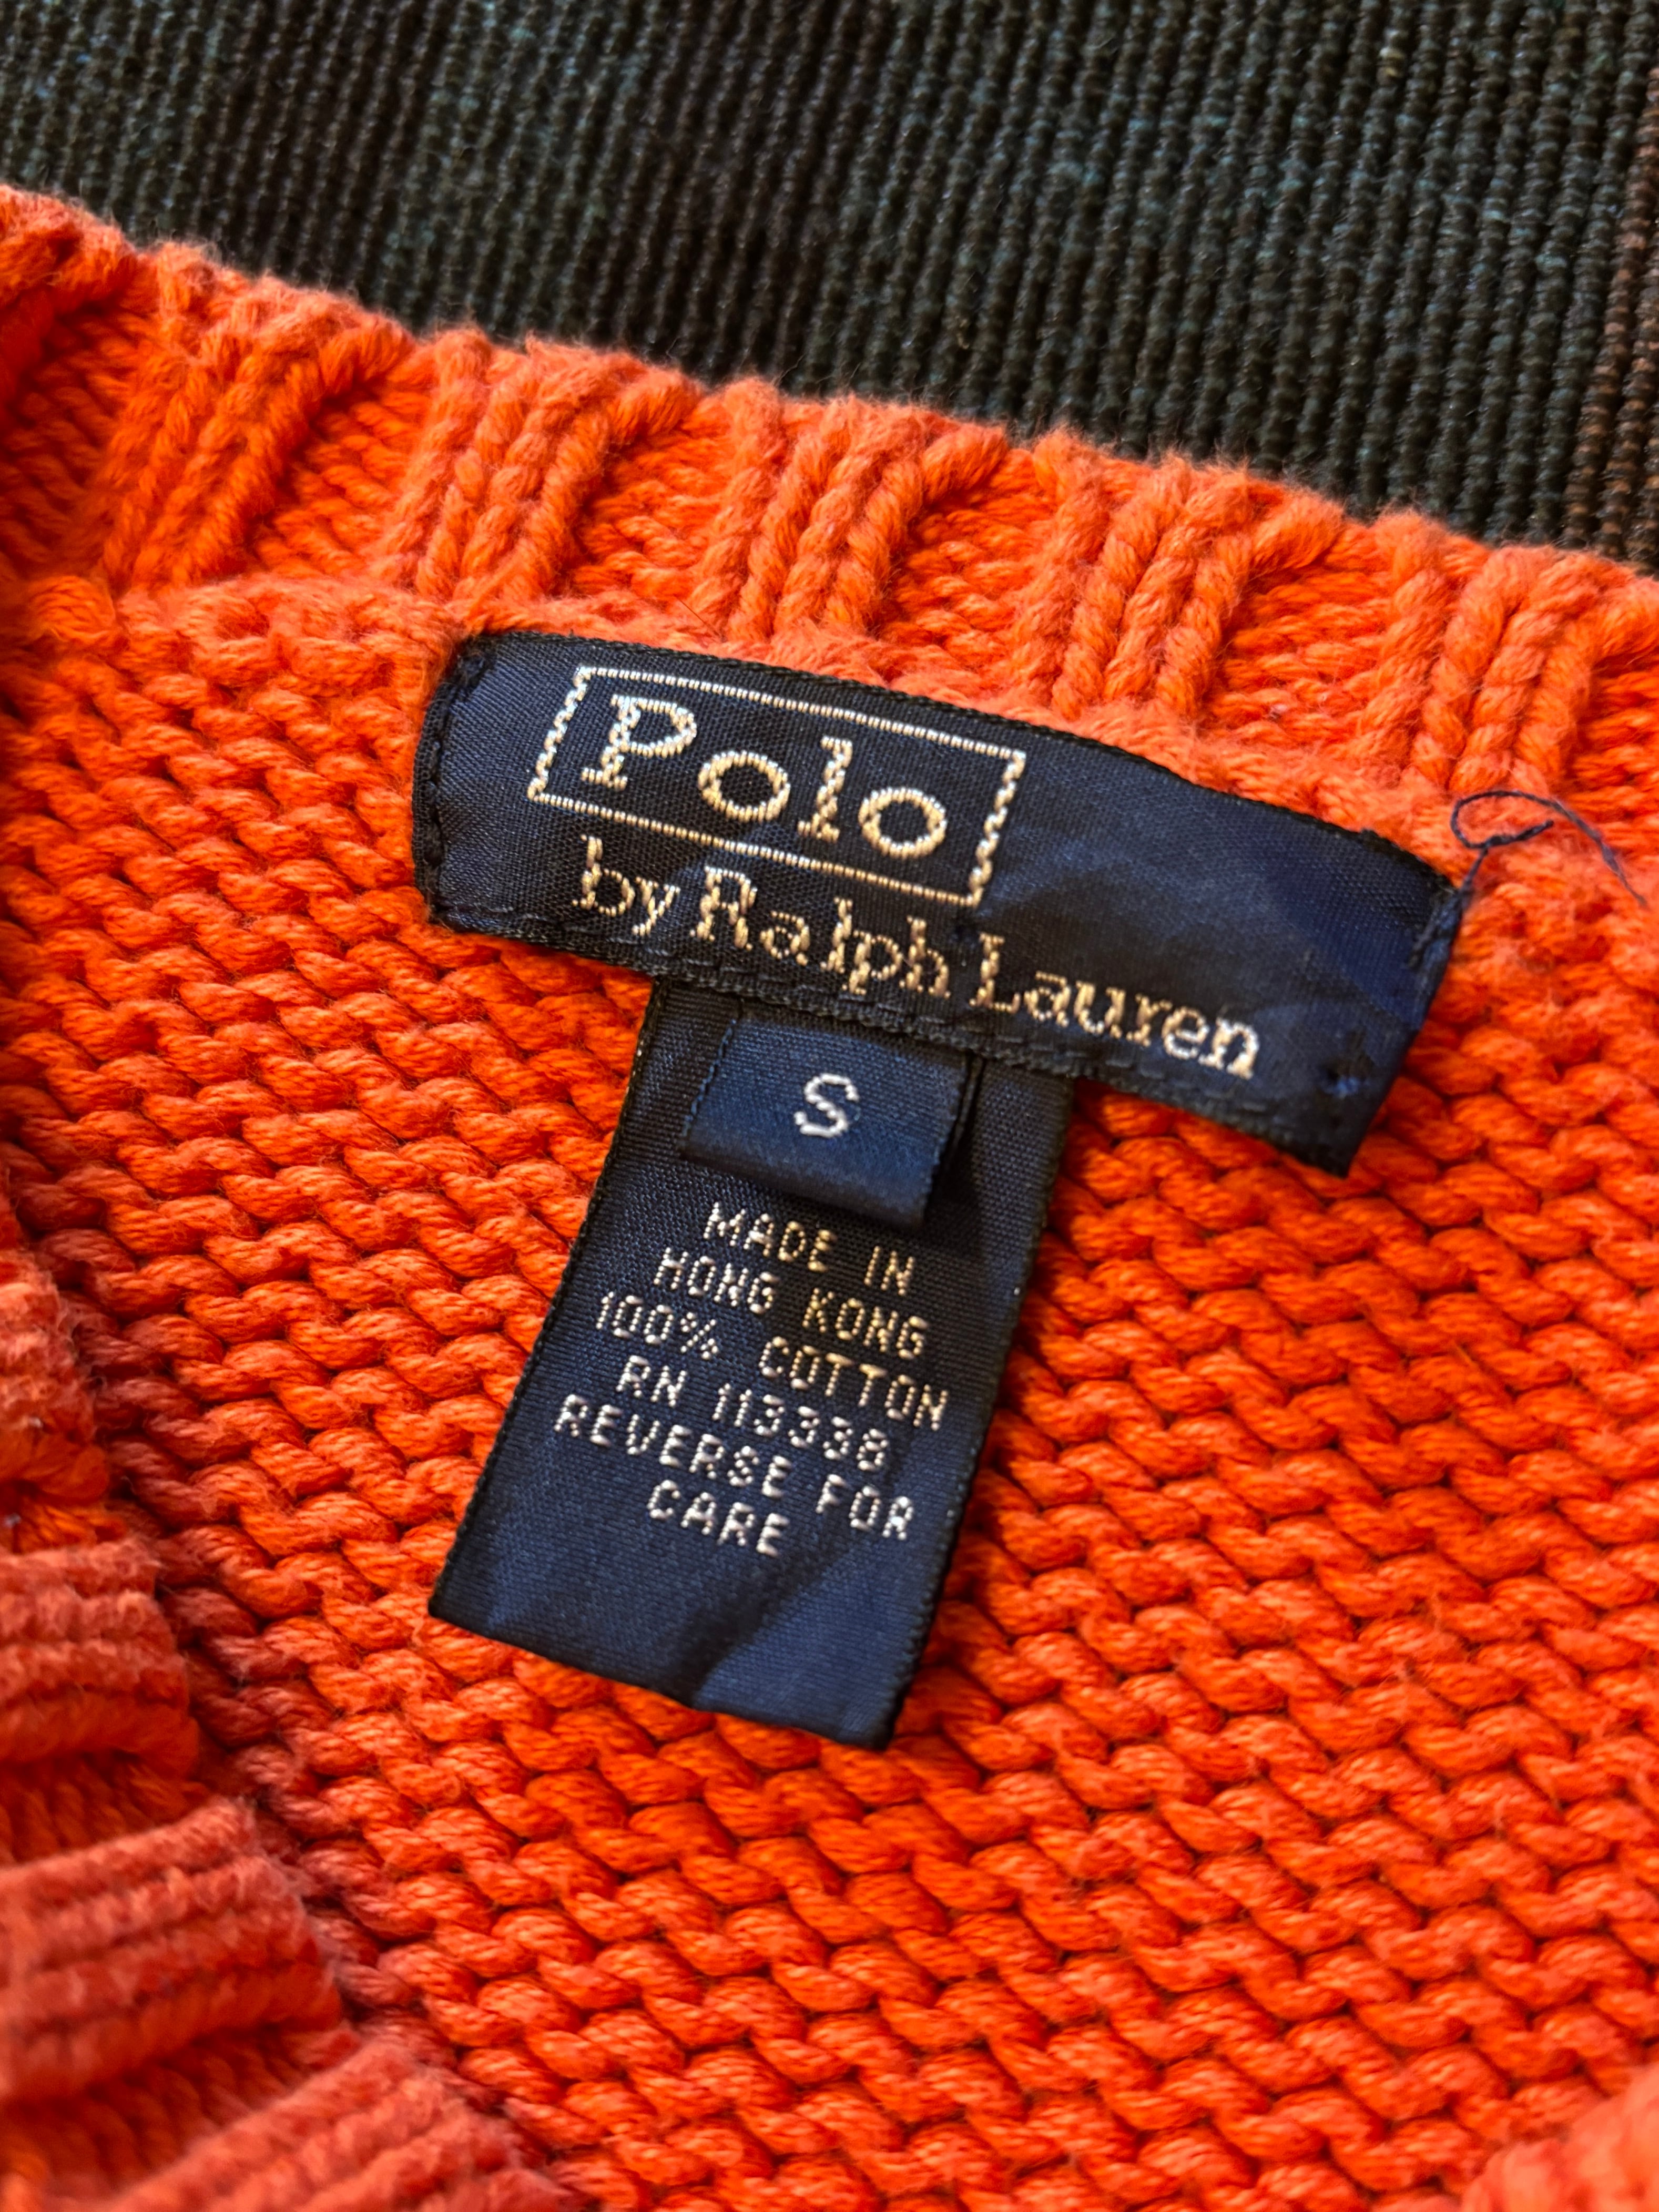 Polo
by Ralph Lauren
S
MADE IN
HONG KONG
100% COTTON
RN 113338
REVERSE FOR
CARE